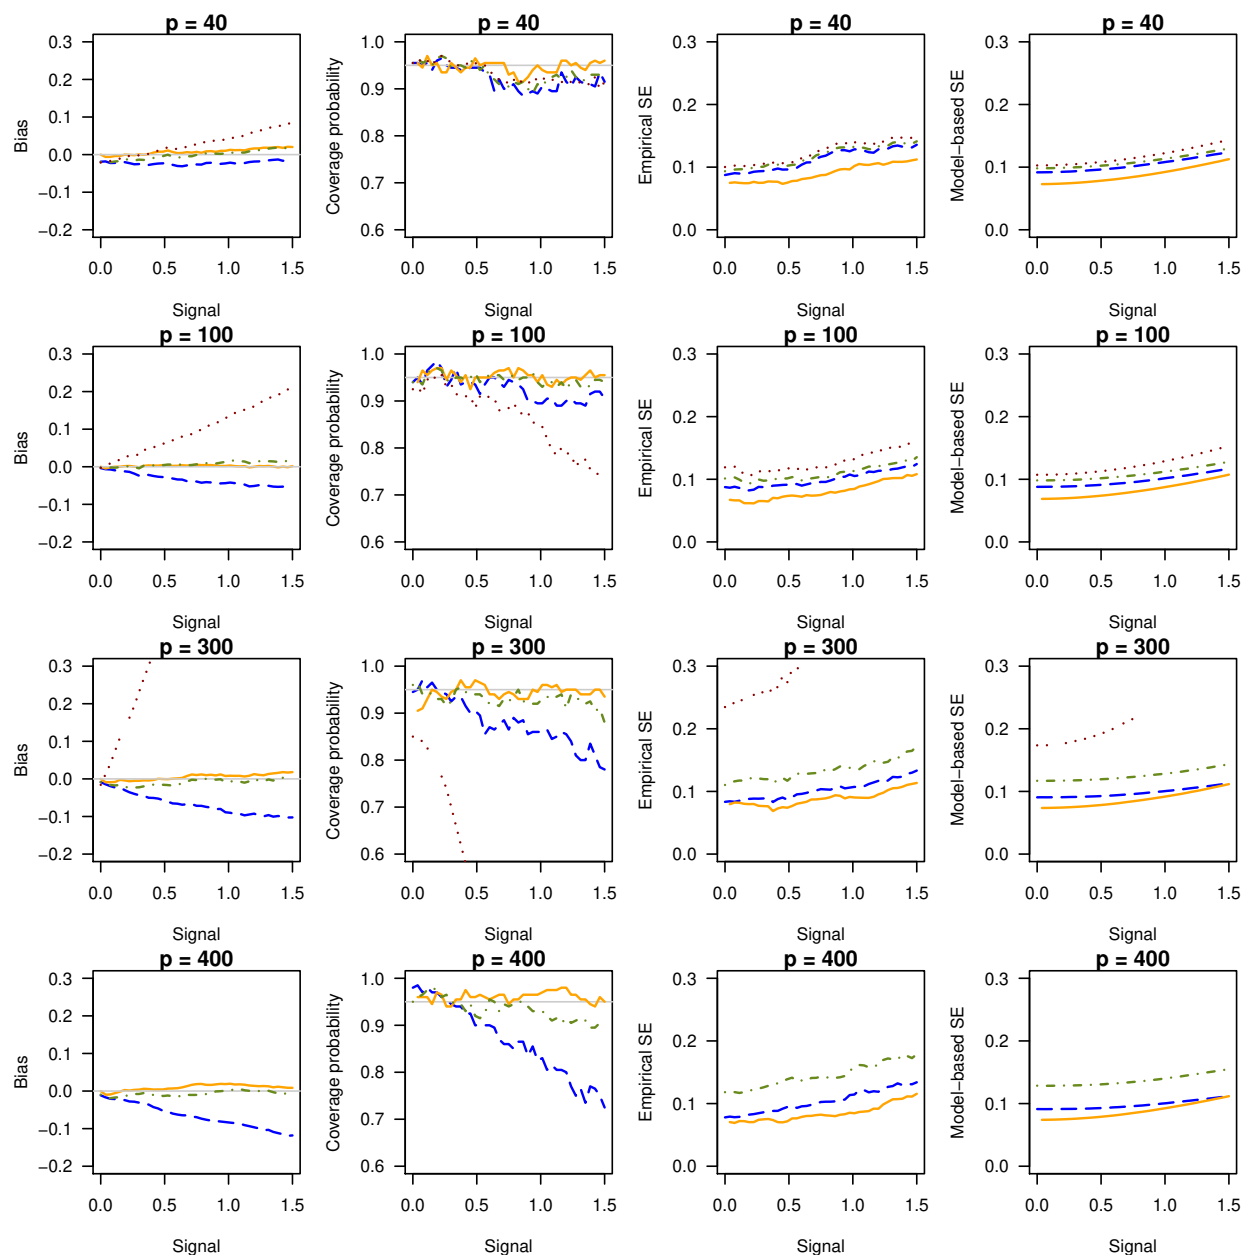 p = 40 p = 40 p = 40 p = 40
Bias Coverage probability Empirical SE Model−based SE
0.3 1.0 0.3 0.3
0.2 0.9 0.2 0.2
0.1 0.8 0.1 0.1
0.0 0.7 0.0 0.0
−0.1 0.6
−0.2
0.0 0.5 1.0 1.5 0.0 0.5 1.0 1.5 0.0 0.5 1.0 1.5 0.0 0.5 1.0 1.5
Signal Signal Signal Signal
p = 100 p = 100 p = 100 p = 100
Bias Coverage probability Empirical SE Model−based SE
0.3 1.0 0.3 0.3
0.2 0.9 0.2 0.2
0.1 0.8 0.1 0.1
0.0 0.7 0.0 0.0
−0.1 0.6
−0.2
0.0 0.5 1.0 1.5 0.0 0.5 1.0 1.5 0.0 0.5 1.0 1.5 0.0 0.5 1.0 1.5
Signal Signal Signal Signal
p = 300 p = 300 p = 300 p = 300
Bias Coverage probability Empirical SE Model−based SE
0.3 1.0 0.3 0.3
0.2 0.9 0.2 0.2
0.1 0.8 0.1 0.1
0.0 0.7 0.0 0.0
−0.1 0.6
−0.2
0.0 0.5 1.0 1.5 0.0 0.5 1.0 1.5 0.0 0.5 1.0 1.5 0.0 0.5 1.0 1.5
Signal Signal Signal Signal
p = 400 p = 400 p = 400 p = 400
Bias Coverage probability Empirical SE Model−based SE
0.3 1.0 0.3 0.3
0.2 0.9 0.2 0.2
0.1 0.8 0.1 0.1
0.0 0.7 0.0 0.0
−0.1 0.6
−0.2
0.0 0.5 1.0 1.5 0.0 0.5 1.0 1.5 0.0 0.5 1.0 1.5 0.0 0.5 1.0 1.5
Signal Signal Signal Signal